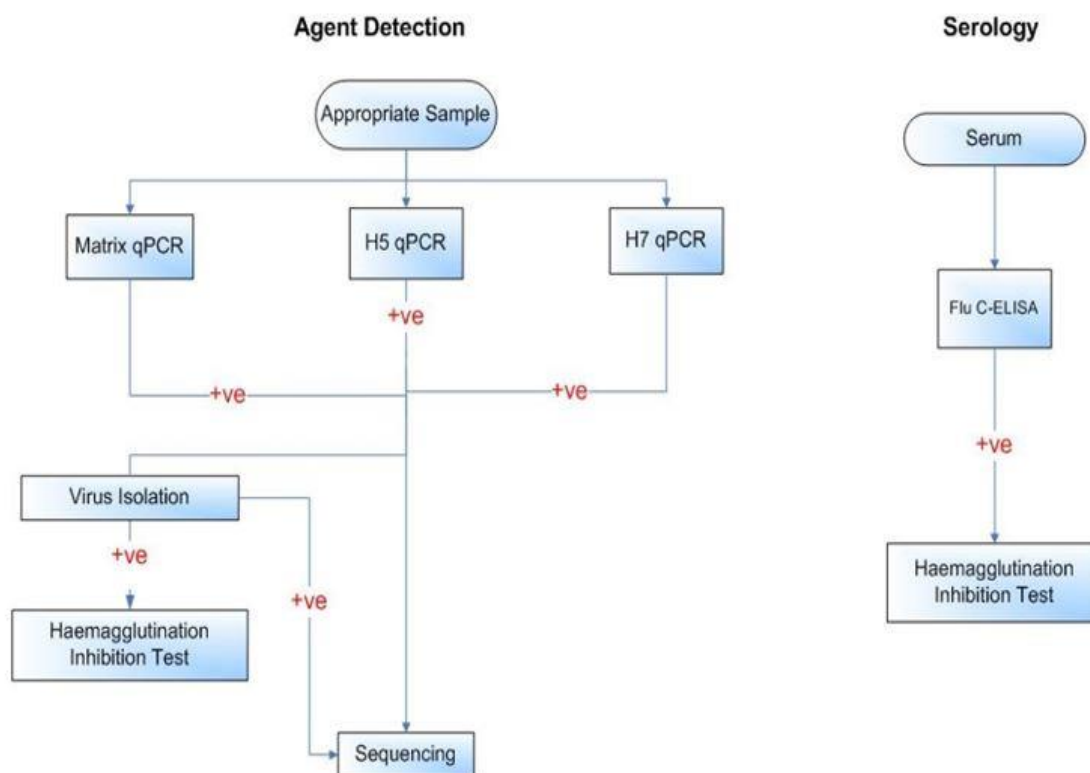 Agent Detection
Serology
Appropriate Sample
Serum
Matrix qPCR
H5 qPCR
H7 qPCR
Flu C-ELISA
+ve
+ve
+ve
+ve
Virus Isolation
+ve
+ve
Haemagglutination
Inhibition Test
Haemagglutination
Inhibition Test
Sequencing